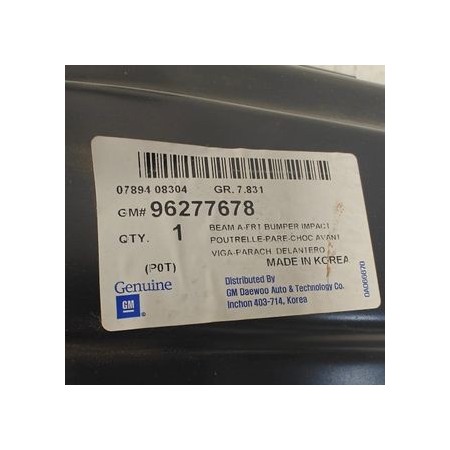 07894 08304 GR. 7.831
GM# 96277678
QTY. 1
BEAM A-FRT BUMPER IMPACT
POUTRELLE-PARE-CHOC AVANT
VIGA-PARACH. DELANTERO
MADE IN KOREA
(P0T)
Genuine
GM
Distributed By
GM Daewoo Auto & Technology Co.
Inchon 403-714, Korea